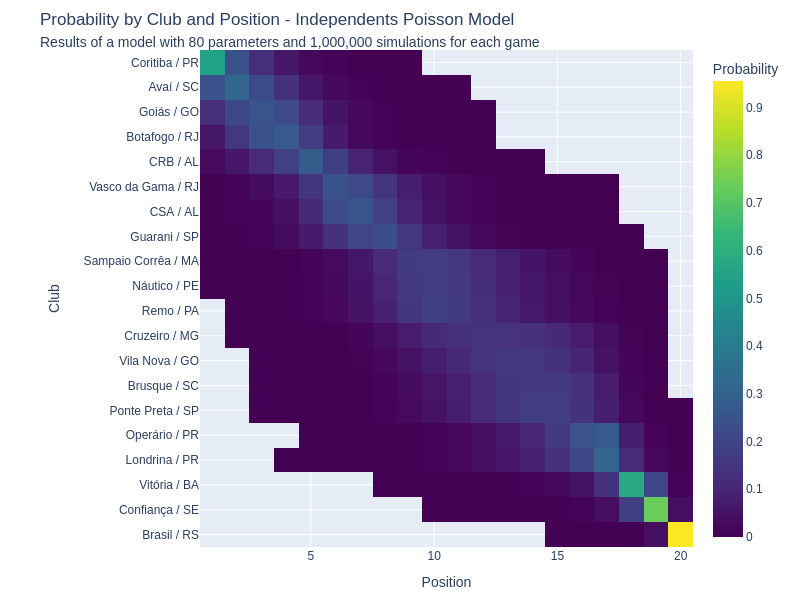 Probability by Club and Position - Independents Poisson Model
Results of a model with 80 parameters and 1,000,000 simulations for each game
Probability
Club
Coritiba / PR
Avaí / SC
Goiás / GO
Botafogo / RJ
CRB / AL
Vasco da Gama / RJ
CSA / AL
Guarani / SP
Sampaio Corrêa / MA
Náutico / PE
Remo / PA
Cruzeiro / MG
Vila Nova / GO
Brusque / SC
Ponte Preta / SP
Operário / PR
Londrina / PR
Vitória / BA
Confiança / SE
Brasil / RS
0.9
0.8
0.7
0.6
0.5
0.4
0.3
0.2
0.1
0
5 10 15 20
Position